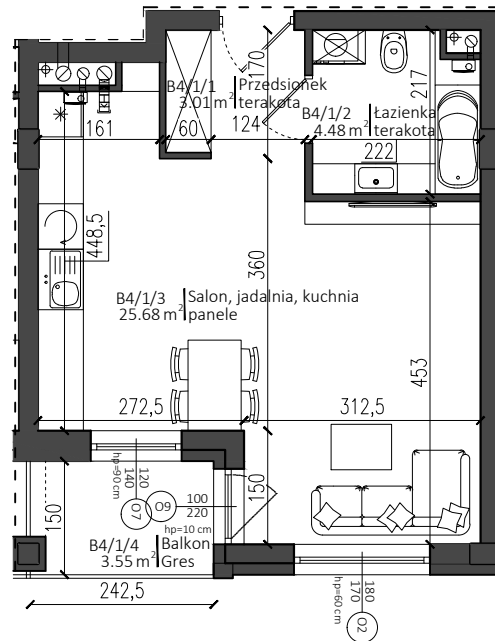 170
B4/1/1 Przedsionek
3.01 m² terakota
217
B4/1/2 Łazienka
4.48 m² terakota
161
60
124
222
448,5
360
B4/1/3 Salon, jadalnia, kuchnia
25.68 m² panele
453
272,5
312,5
120
140
hp=90 cm
O7
O9
100
220
hp=10 cm
150
150
B4/1/4 Balkon
3.55 m² Gres
242,5
180
170
hp=60 cm
O2